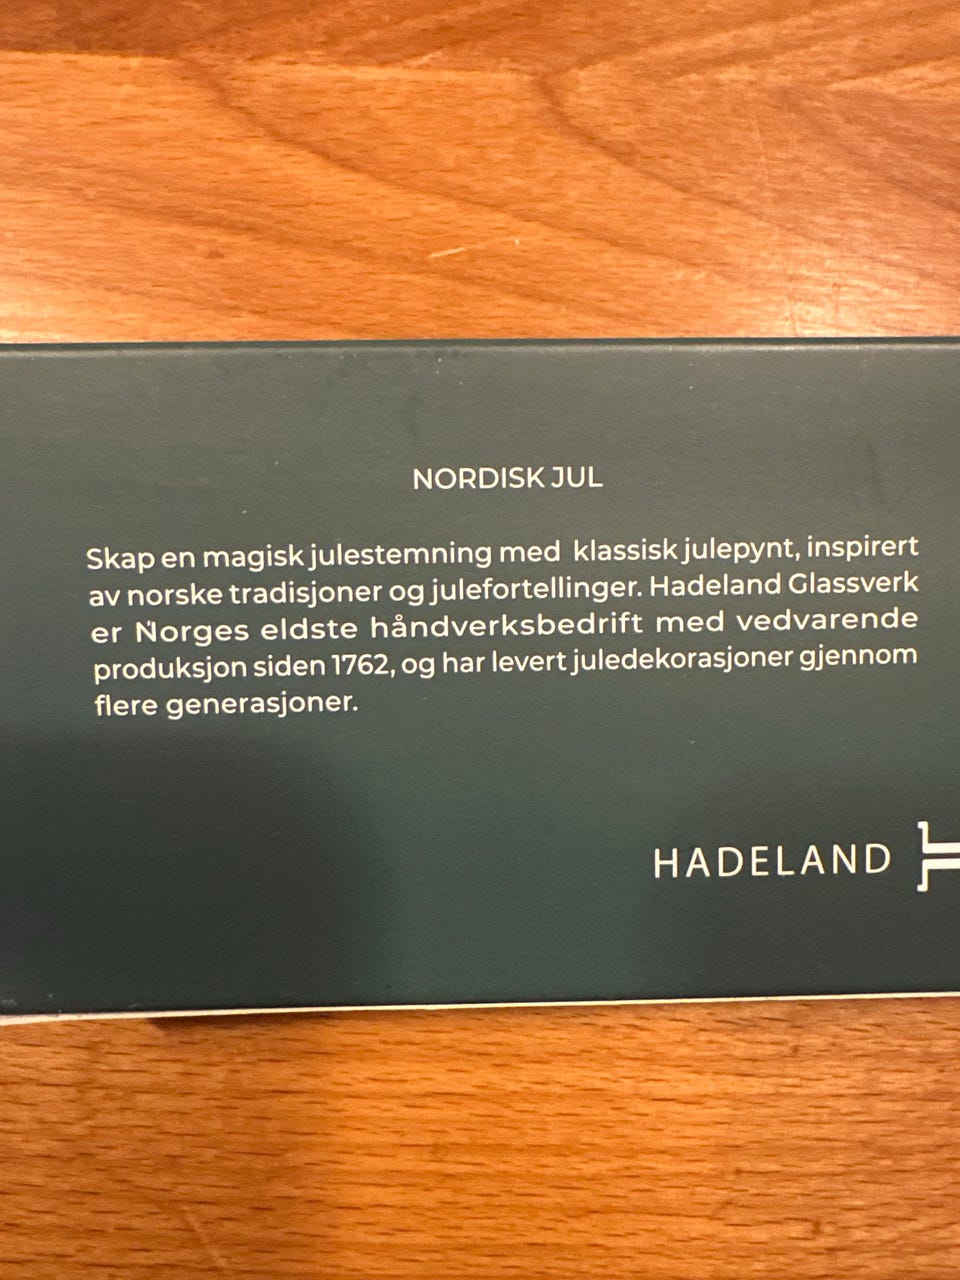 NORDISK JUL
Skap en magisk julestemning med klassisk julepynt, inspirert
av norske tradisjoner og julefortellinger. Hadeland Glassverk
er Norges eldste håndverksbedrift med vedvarende
produksjon siden 1762, og har levert juledekorasjoner gjennom
flere generasjoner.
HADELAND